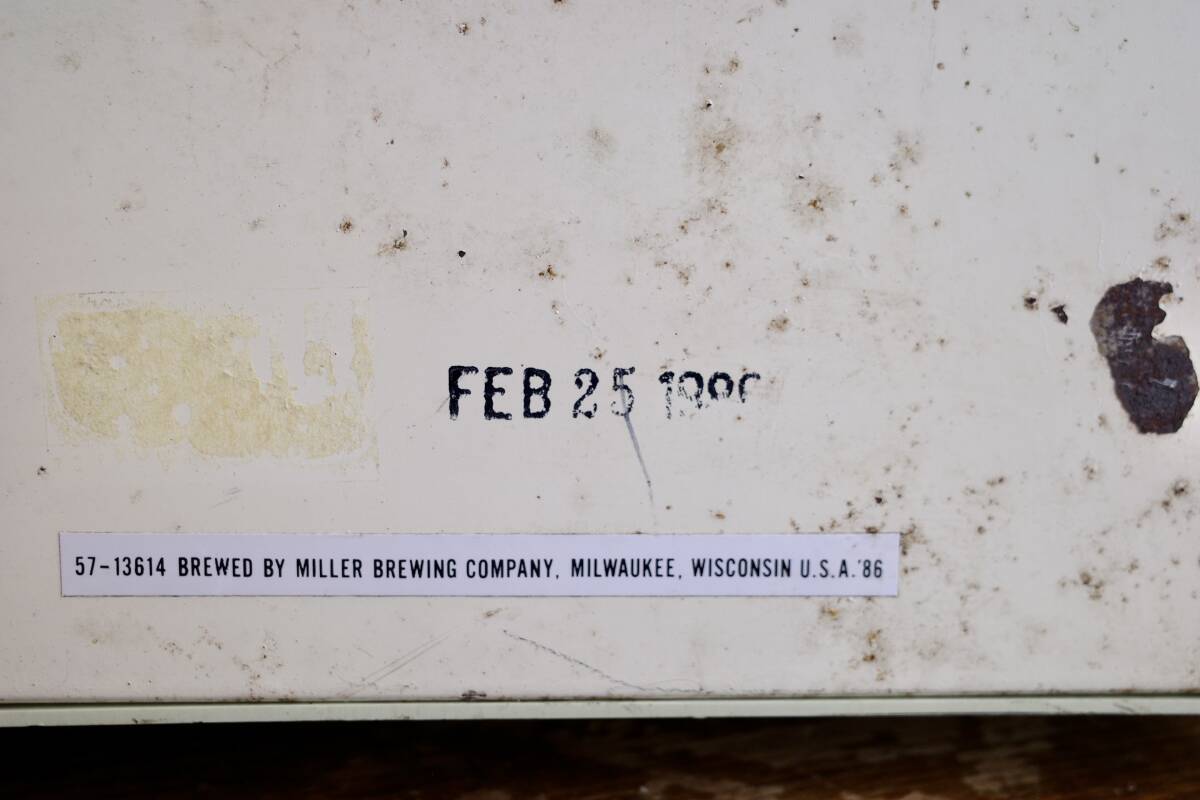 FEB 25
57-13614 BREWED BY MILLER BREWING COMPANY, MILWAUKEE, WISCONSIN U.S.A.'86